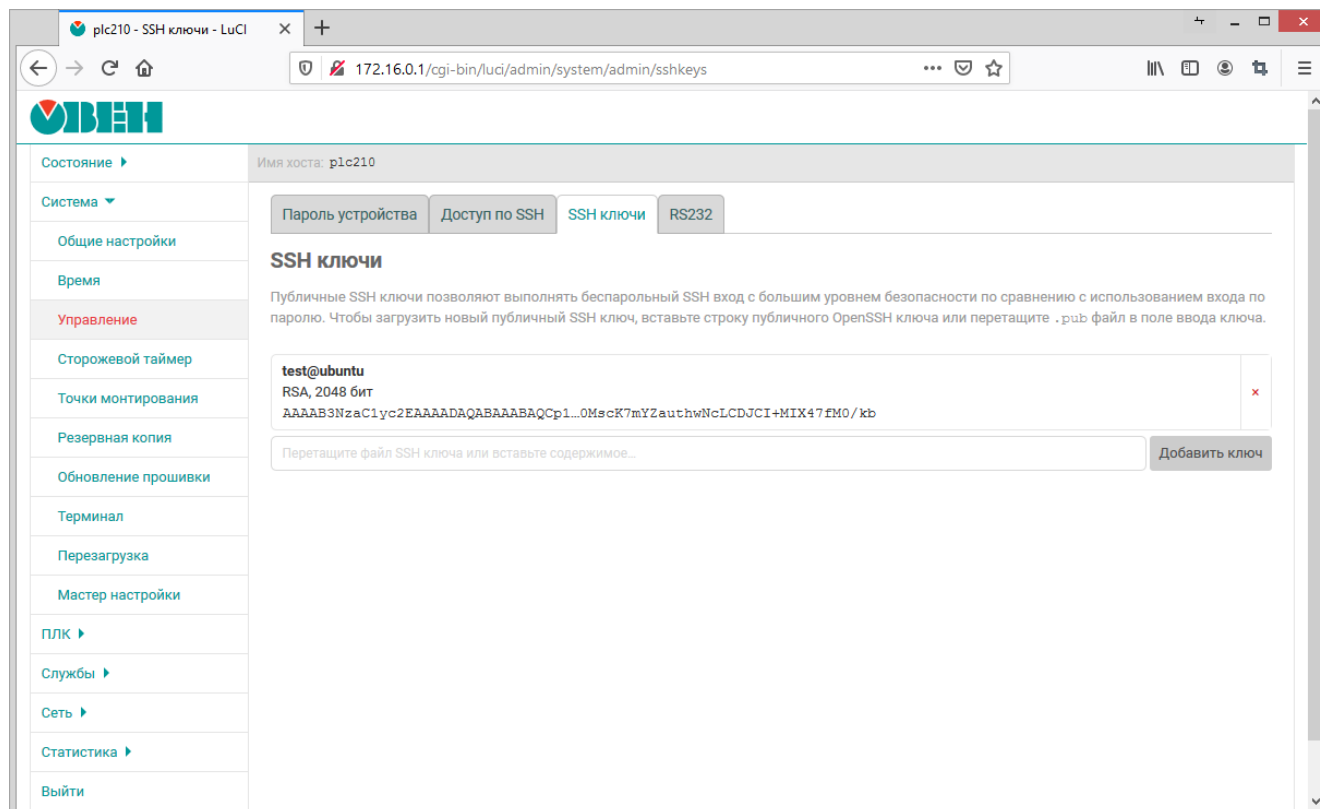 plc210 - SSH ключи - LuCI
172.16.0.1/cgi-bin/luci/admin/system/admin/sshkeys
ОВЕН
Состояние
Имя хоста: plc210
Система
Пароль устройства Доступ по SSH SSH ключи RS232
Общие настройки
SSH ключи
Время
Публичные SSH ключи позволяют выполнять беспарольный SSH вход с большим уровнем безопасности по сравнению с использованием входа по
паролю. Чтобы загрузить новый публичный SSH ключ, вставьте строку публичного OpenSSH ключа или перетащите .pub файл в поле ввода ключа.
Управление
Сторожевой таймер
test@ubuntu
RSA, 2048 бит
AAAAB3NzaC1yc2EAAAADAQABAAABAQCp1…0MscK7mYZauthwNcLCDJCI+MIX47fM0/kb
Точки монтирования
Резервная копия
Перетащите файл SSH ключа или вставьте содержимое…
Добавить ключ
Обновление прошивки
Терминал
Перезагрузка
Мастер настройки
ПЛК
Службы
Сеть
Статистика
Выйти